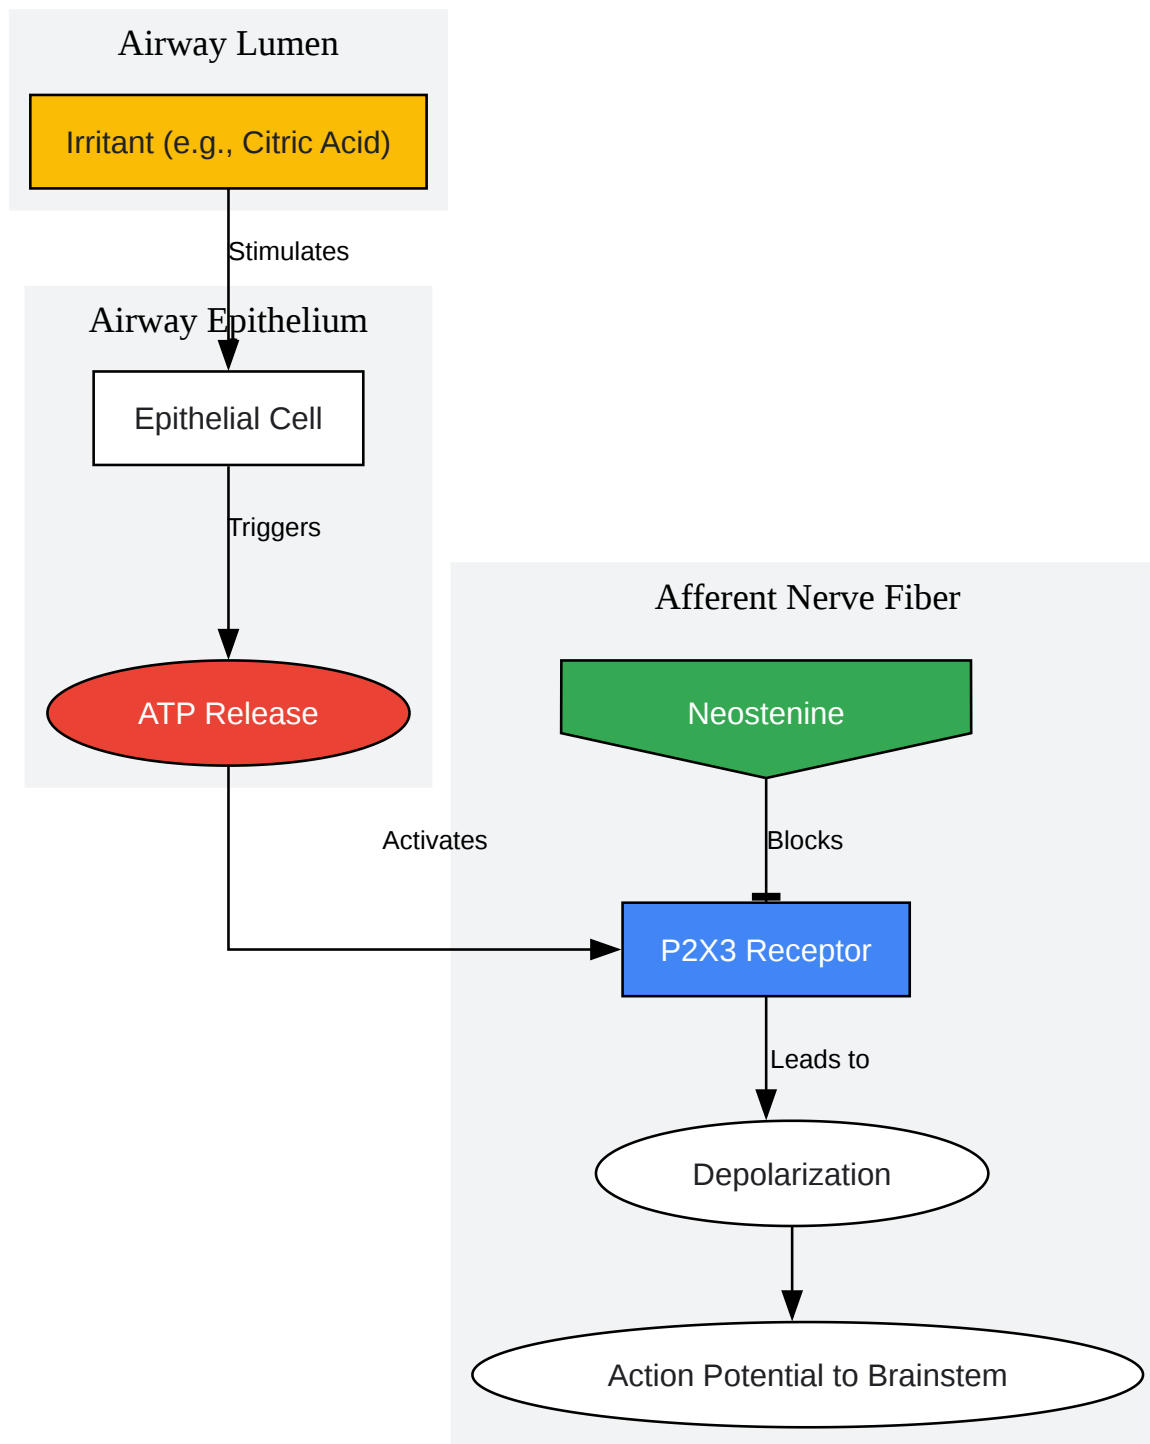 Airway Lumen
Irritant (e.g., Citric Acid)
Stimulates
Airway Epithelium
Epithelial Cell
Triggers
ATP Release
Afferent Nerve Fiber
Neostenine
Activates
Blocks
P2X3 Receptor
Leads to
Depolarization
Action Potential to Brainstem